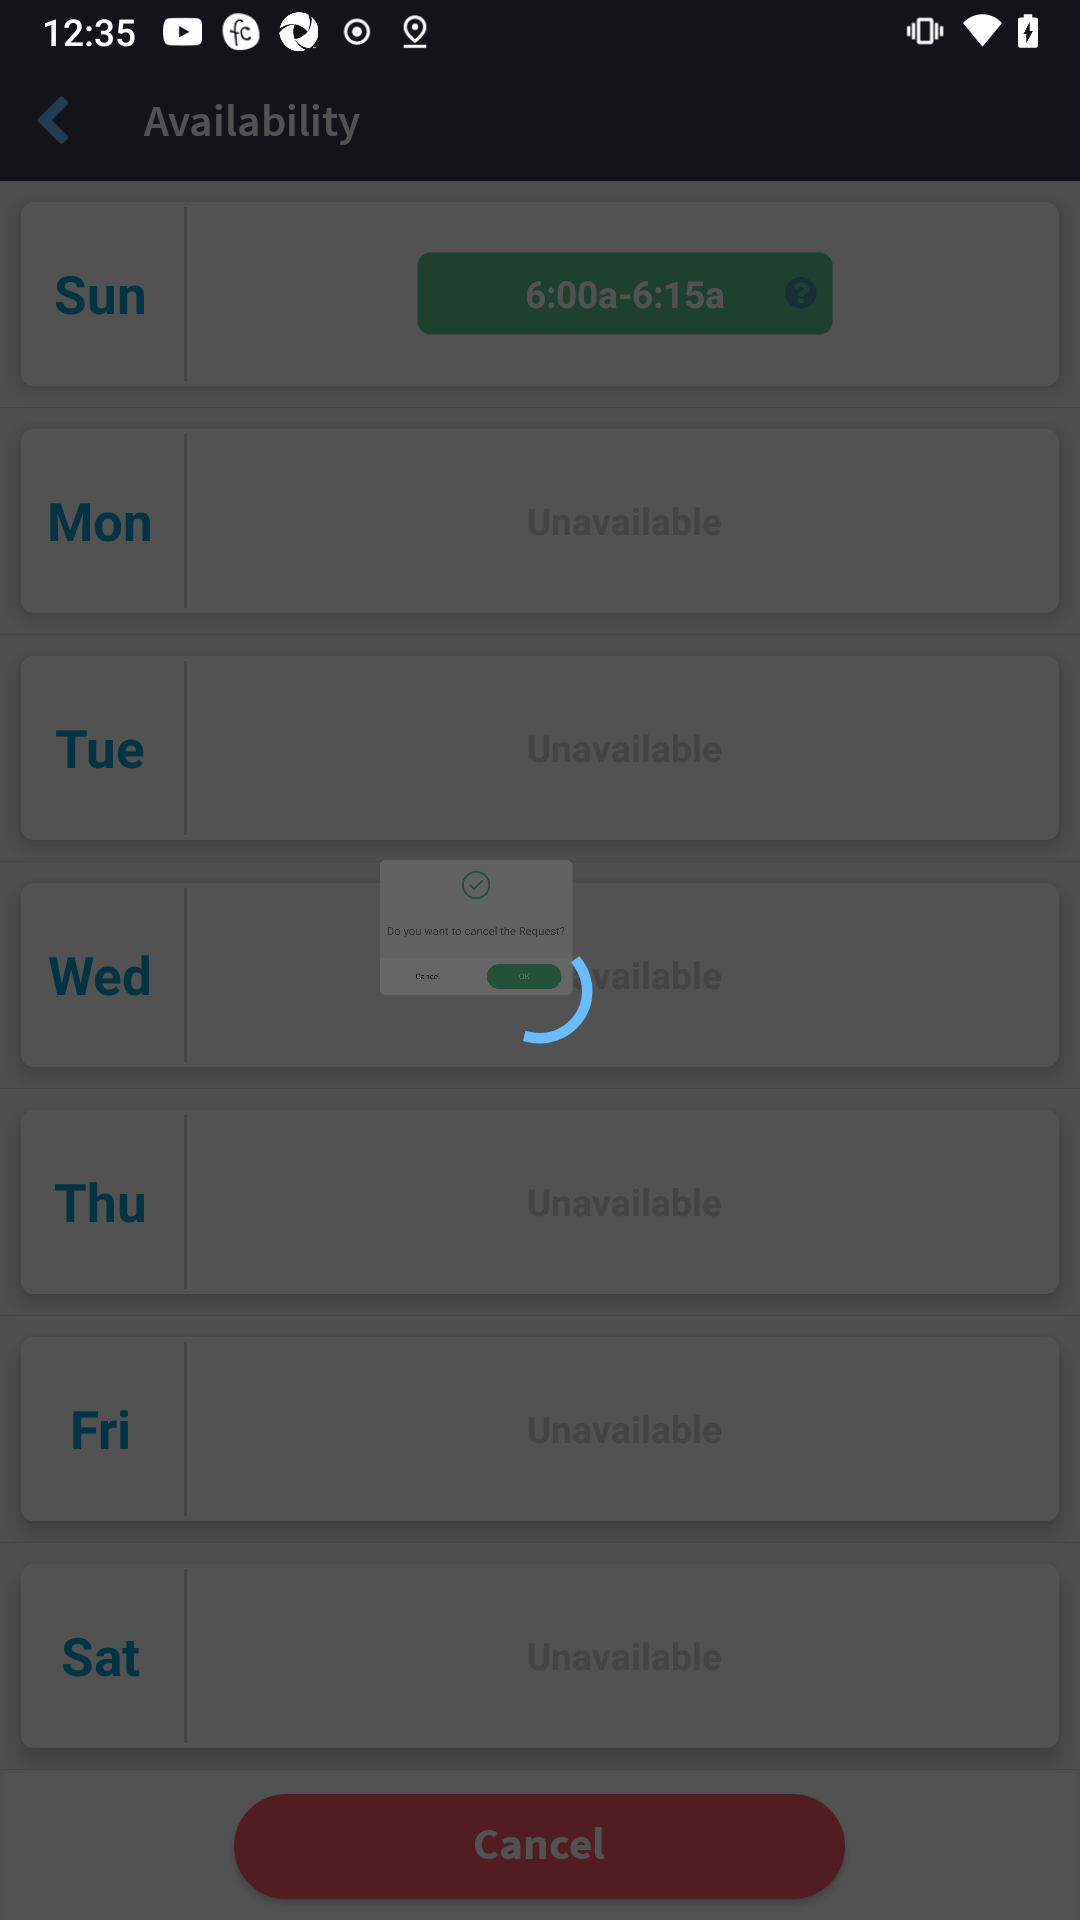 12:35
Availability
Sun
6:00a-6:15a
Mon
Unavailable
Tue
Unavailable
Do you want to cancel the Request?
Cancel
OK
Wed
vailable
Thu
Unavailable
Fri
Unavailable
Sat
Unavailable
Cancel